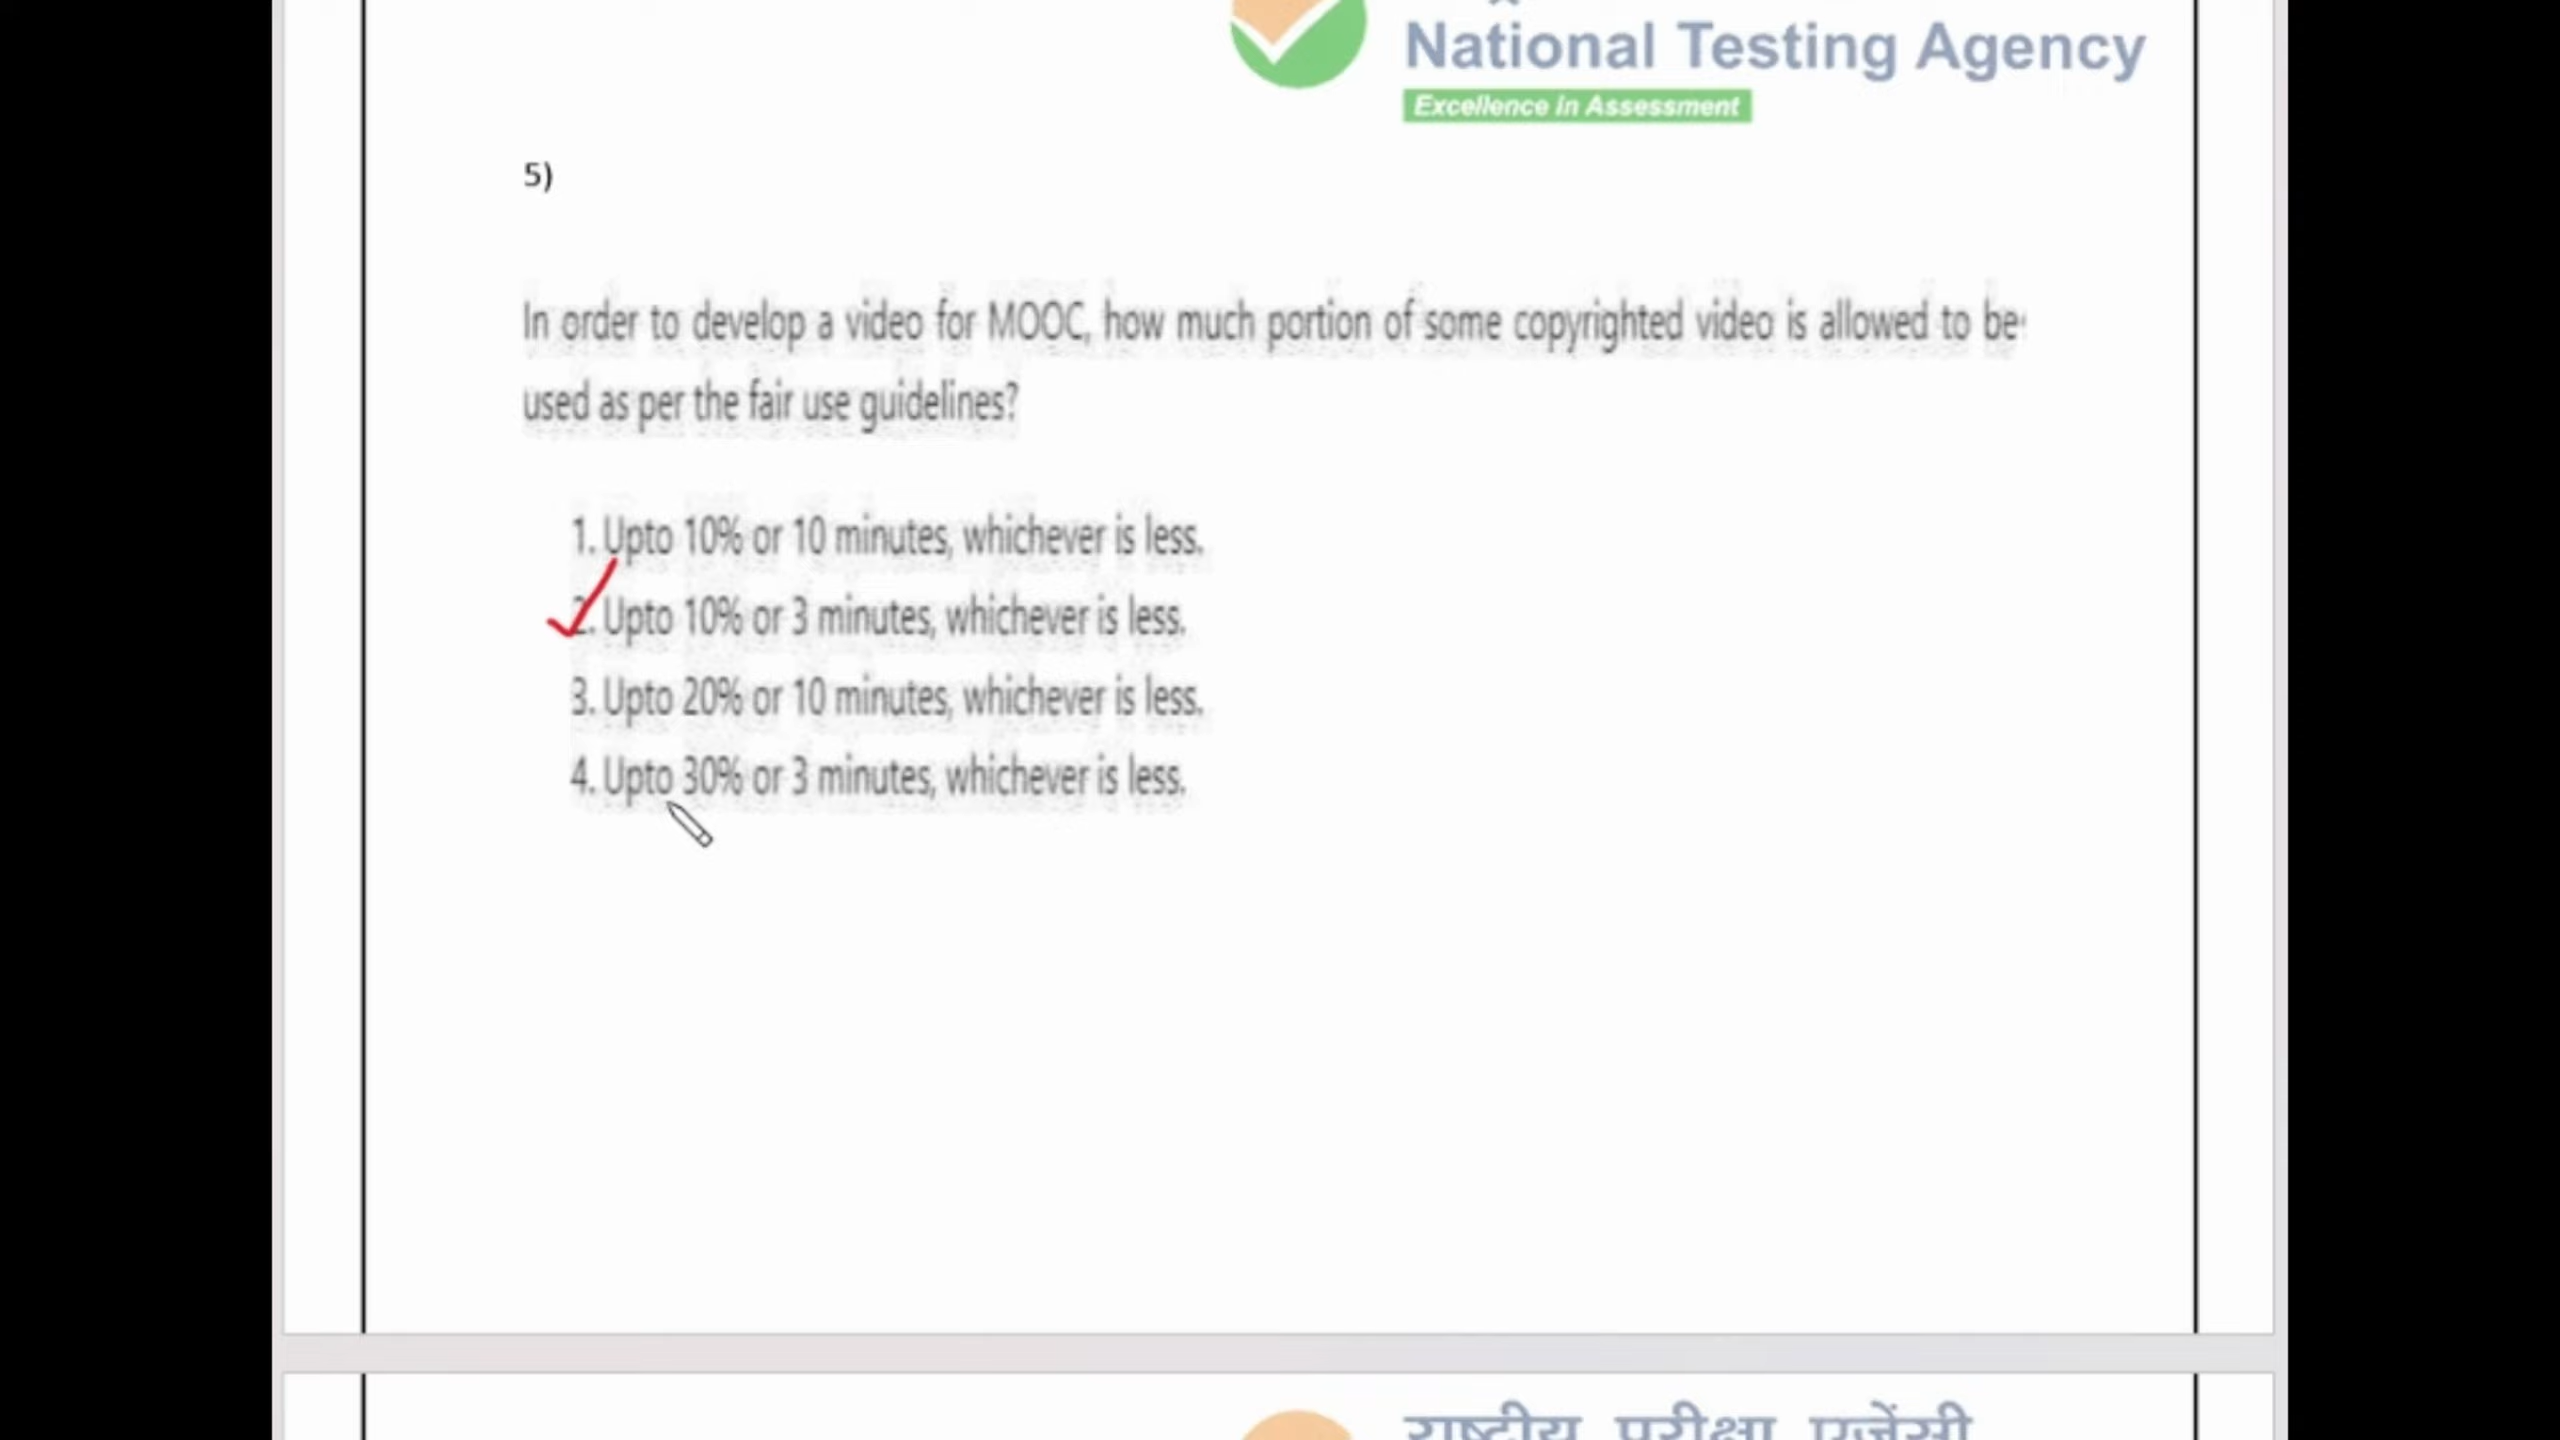 National Testing Agency
Excellence in Assessment
5)
In order to develop a video for MOOC, how much portion of some copyrighted video is allowed to be
used as per the fair use guidelines?
1. Upto 10% or 10 minutes, whichever is less.
2. Upto 10% or 3 minutes, whichever is less.
3. Upto 20% or 10 minutes, whichever is less.
4. Upto 30% or 3 minutes, whichever is less.
राष्ट्रीय परीक्षा एजेंसी